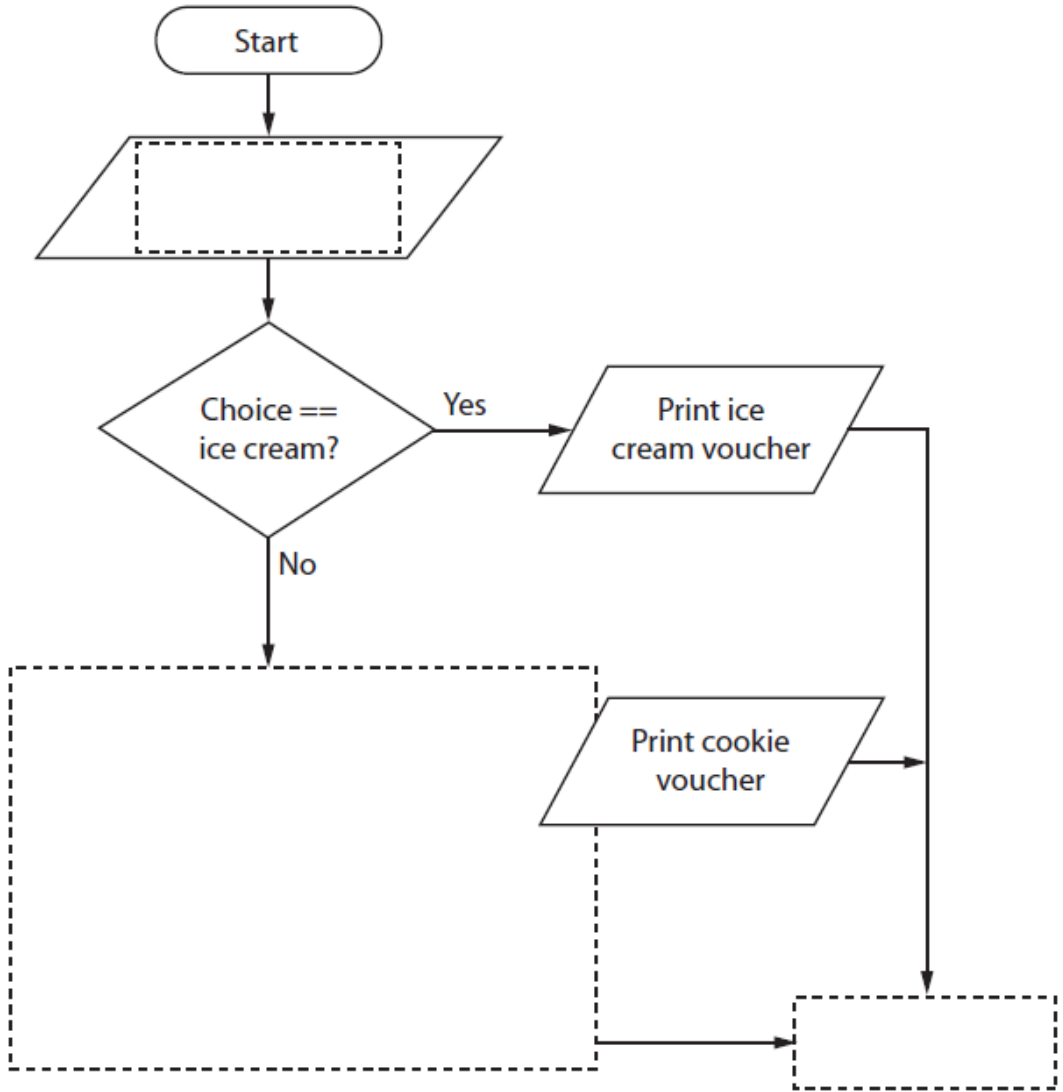 Start
Choice ==
ice cream?
Yes
Print ice
cream voucher
No
Print cookie
voucher